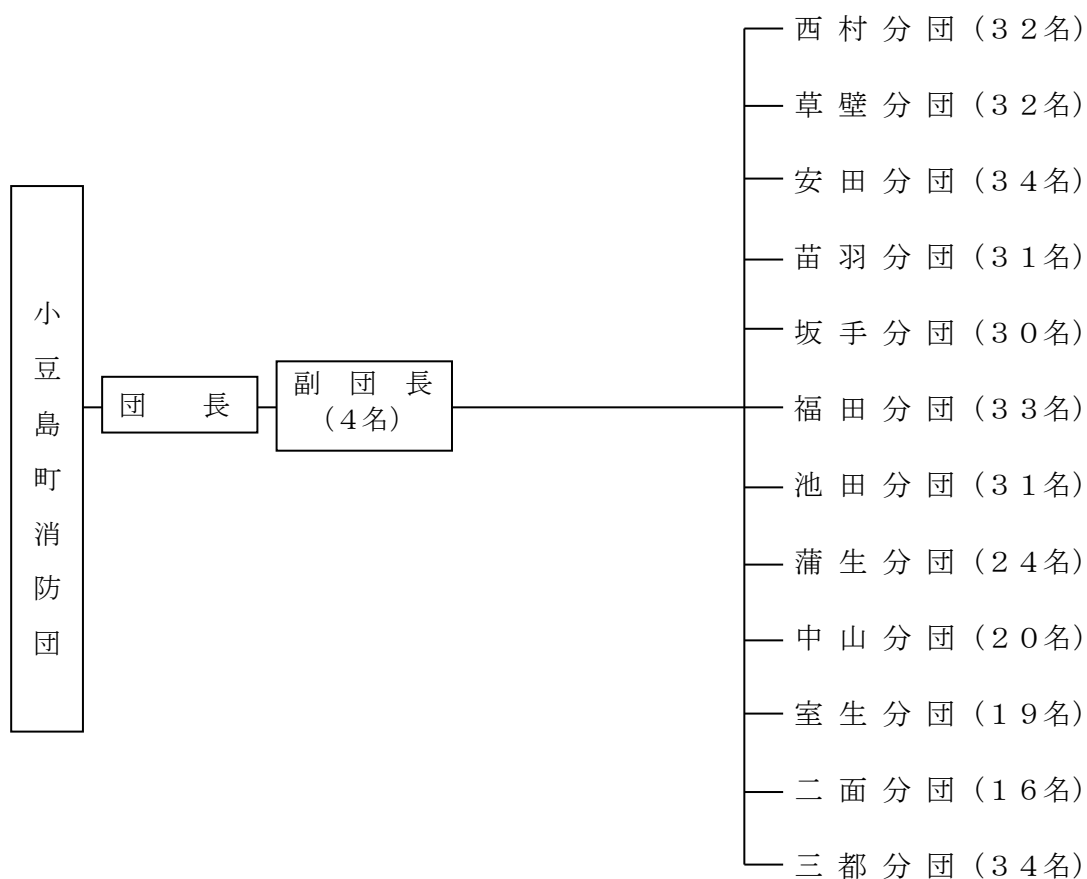 小豆島町消防団
団　　長
副　団　長
（４名）
西 村 分 団（３２名）
草 壁 分 団（３２名）
安 田 分 団（３４名）
苗 羽 分 団（３１名）
坂 手 分 団（３０名）
福 田 分 団（３３名）
池 田 分 団（３１名）
蒲 生 分 団（２４名）
中 山 分 団（２０名）
室 生 分 団（１９名）
二 面 分 団（１６名）
三 都 分 団（３４名）